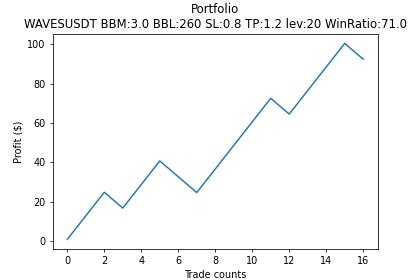 Portfolio
WAVESUSDT BBM:3.0 BBL:260 SL:0.8 TP:1.2 lev:20 WinRatio:71.0
100
80
60
40
20
0
Profit ($)
0 2 4 6 8 10 12 14 16
Trade counts